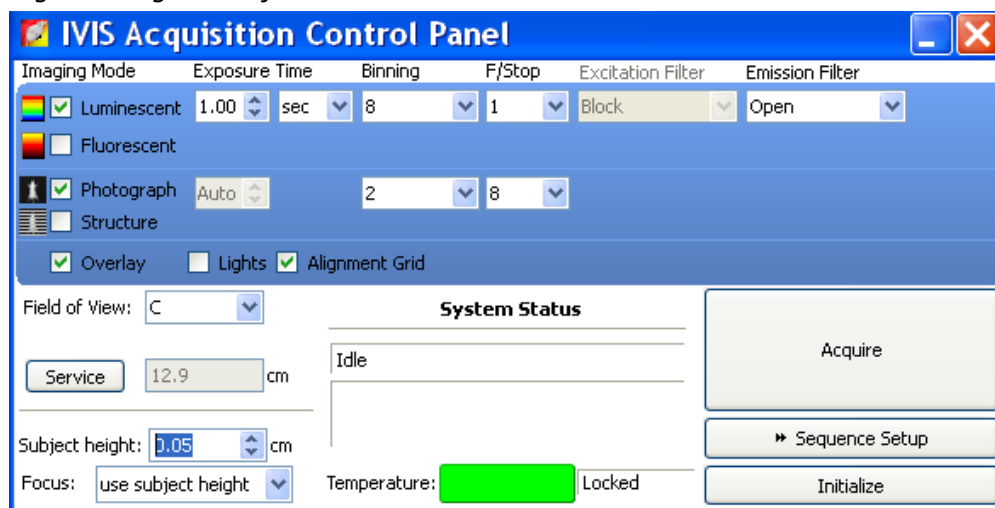 IVIS Acquisition Control Panel
Imaging Mode Exposure Time Binning F/Stop Excitation Filter Emission Filter
Luminescent 1.00 sec 8 1 Block Open
Fluorescent
Photograph Auto 2 8
Structure
Overlay Lights Alignment Grid
Field of View: C System Status
Acquire
Idle
Service 12.9 cm
Sequence Setup
Subject height: 0.05 cm
Focus: use subject height Temperature: Locked Initialize